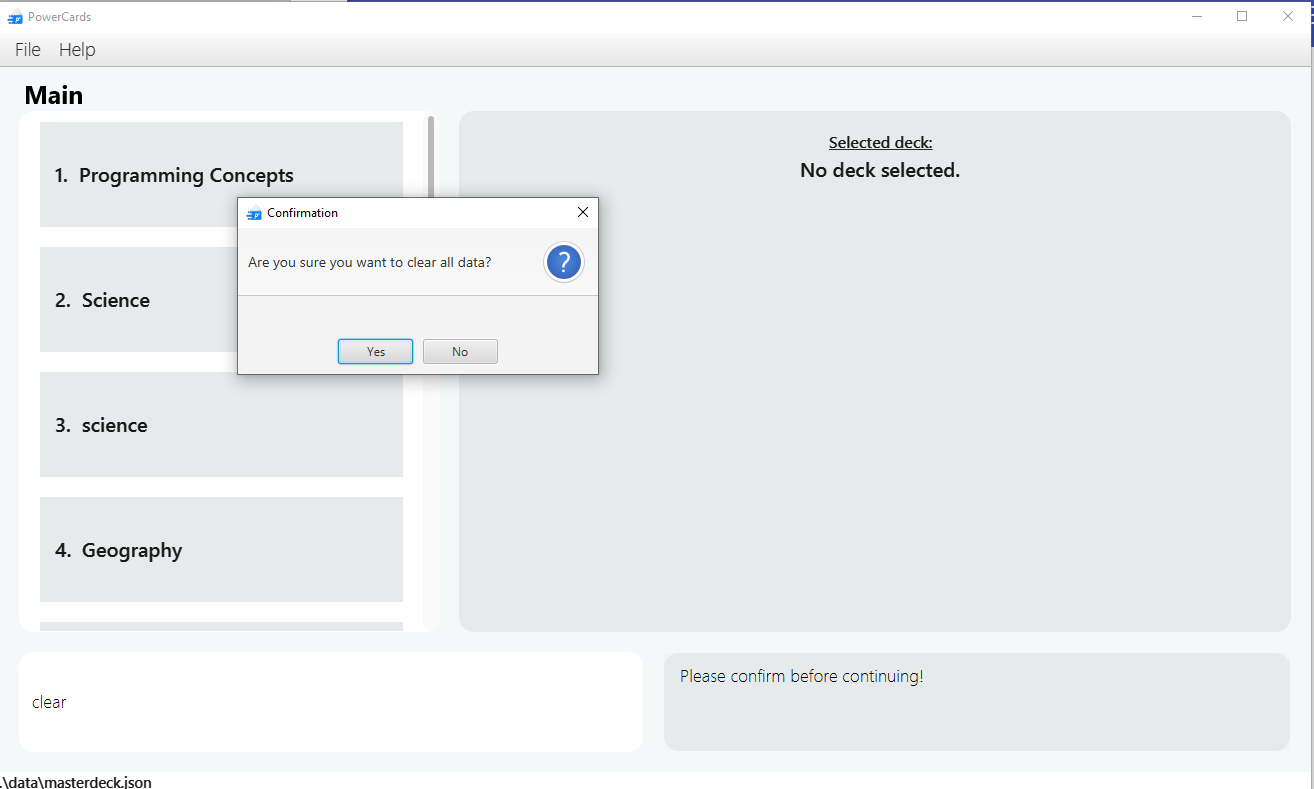 PowerCards
File Help
Main
1. Programming Concepts
2. Science
3. science
4. Geography
Selected deck:
No deck selected.
Confirmation
Are you sure you want to clear all data?
?
Yes No
clear
Please confirm before continuing!
.\data\masterdeck.json